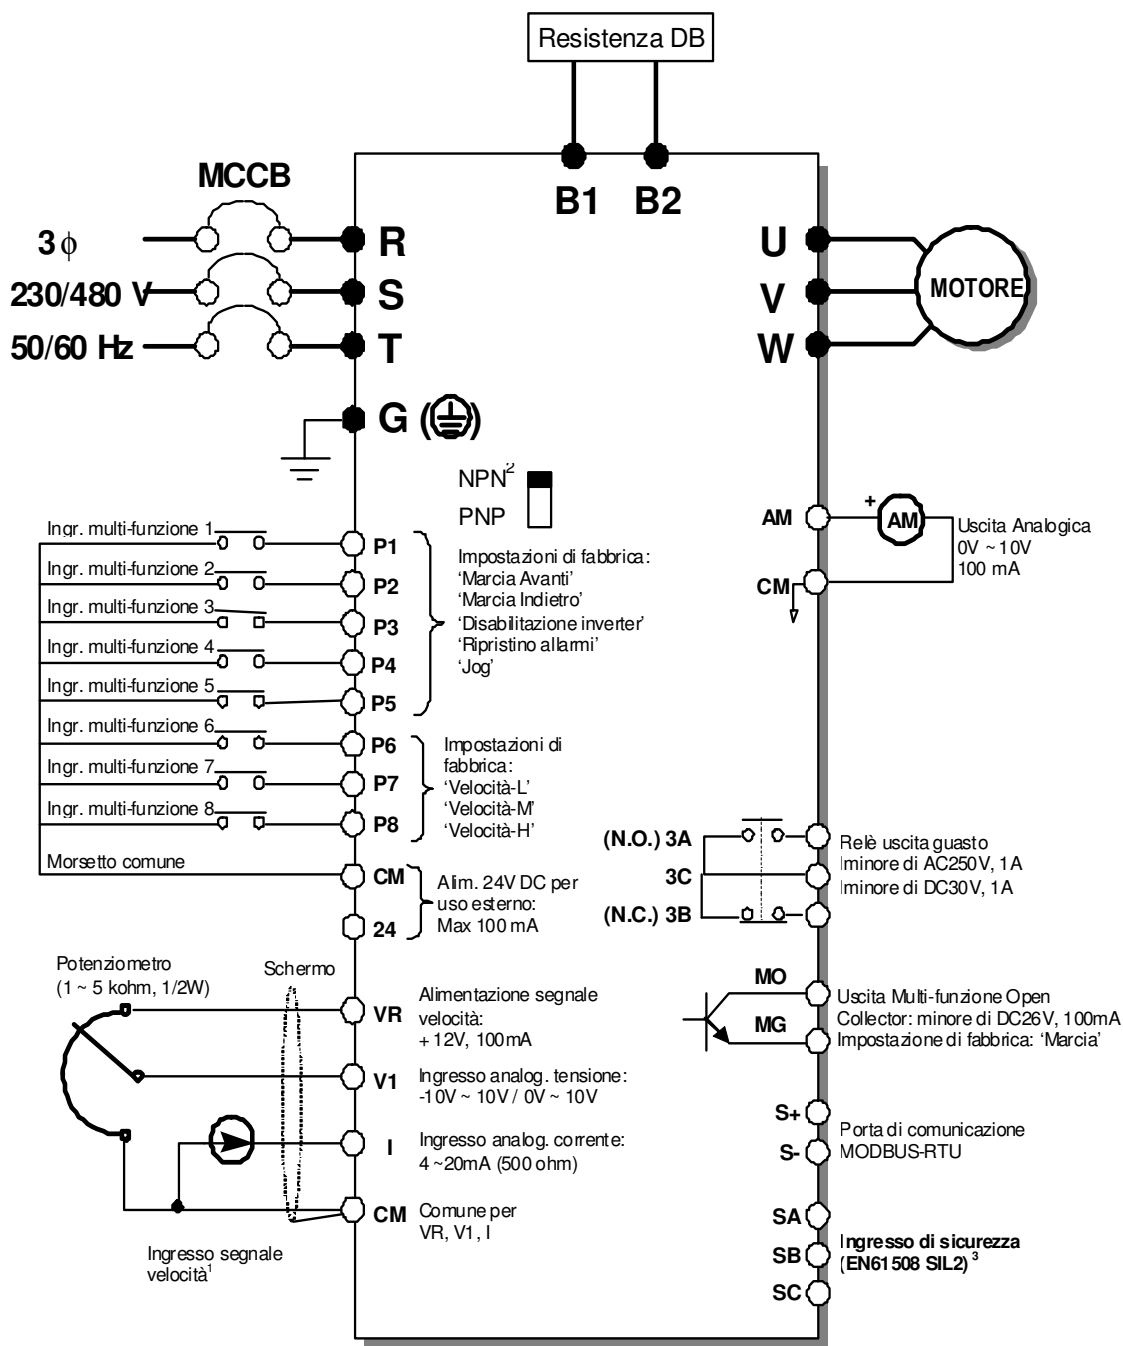 Resistenza DB
B1 B2
MCCB
3 ϕ
230/480 V
50/60 Hz
R
S
T
G
U
V
W
MOTORE
NPN²
PNP
Ingr. multi-funzione 1
Ingr. multi-funzione 2
Ingr. multi-funzione 3
Ingr. multi-funzione 4
Ingr. multi-funzione 5
Ingr. multi-funzione 6
Ingr. multi-funzione 7
Ingr. multi-funzione 8
Morsetto comune
P1
P2
P3
P4
P5
P6
P7
P8
CM
24
Impostazioni di fabbrica:
‘Marcia Avanti’
‘Marcia Indietro’
‘Disabilitazione inverter’
‘Ripristino allarmi’
‘Jog’
Impostazioni di
fabbrica:
‘Velocità-L’
‘Velocità-M’
‘Velocità-H’
Alim. 24V DC per
uso esterno:
Max 100 mA
AM
+
AM
CM
Uscita Analogica
0V ~ 10V
100 mA
(N.O.) 3A
3C
(N.C.) 3B
Relè uscita guasto
Iminore di AC250V, 1A
Iminore di DC30V, 1A
Potenziometro
(1 ~ 5 kohm, 1/2W)
Schermo
VR
Alimentazione segnale
velocità:
+ 12V, 100mA
V1
Ingresso analog. tensione:
-10V ~ 10V / 0V ~ 10V
I
Ingresso analog. corrente:
4 ~20mA (500 ohm)
CM
Comune per
VR, V1, I
Ingresso segnale
velocità¹
MO
MG
Uscita Multi-funzione Open
Collector: minore di DC26V, 100mA
Impostazione di fabbrica: ‘Marcia’
S+
S-
Porta di comunicazione
MODBUS-RTU
SA
SB
SC
Ingresso di sicurezza
(EN61508 SIL2) ³